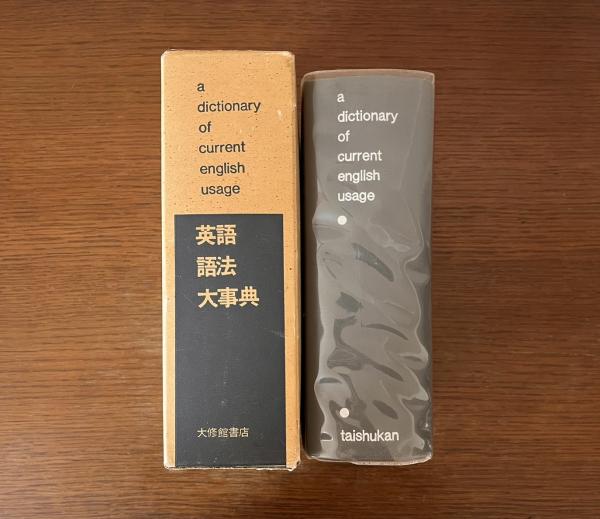 a
dictionary
of
current
english
usage
英語
語法
大事典
大修館書店
a
dictionary
of
current
english
usage
taishukan